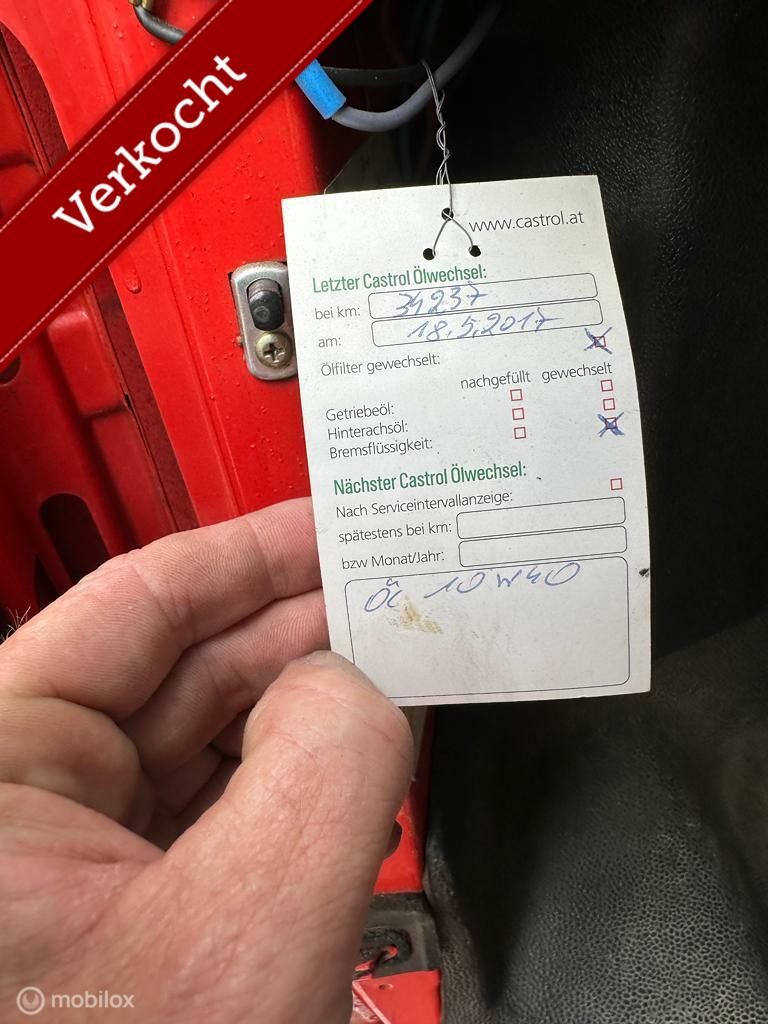 Verkocht
www.castrol.at
Letzter Castrol Ölwechsel:
bei km: 34237
am: 18.5.2017
Ölfilter gewechselt:
nachgefüllt gewechselt
Getriebeöl:
Hinterachsöl:
Bremsflüssigkeit:
Nächster Castrol Ölwechsel:
Nach Serviceintervallanzeige:
spätestens bei km:
bzw Monat/Jahr:
Öl 10W40
mobilox